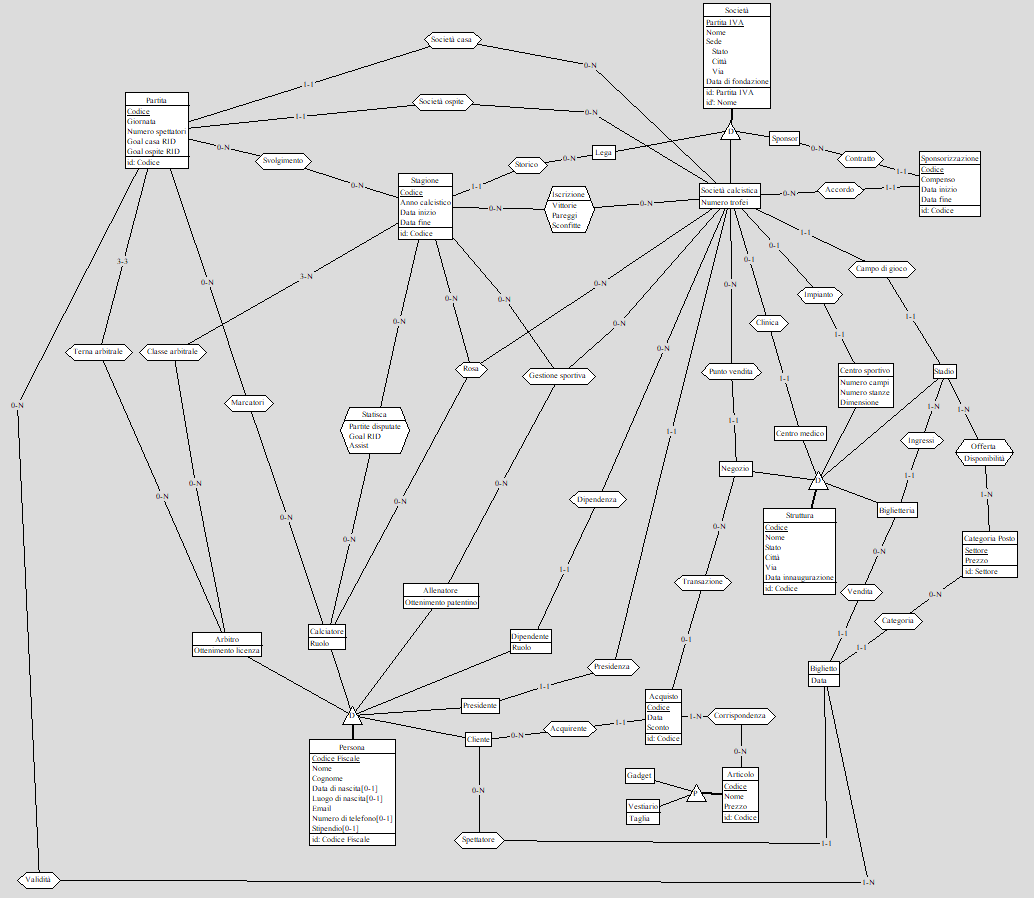 Società
Partita IVA
Nome
Sede
Stato
Città
Via
Data di fondazione
id: Partita IVA
id': Nome
Società casa
0-N
1-1
Partita
Codice
Giornata
Numero spettatori
Goal casa RID
Goal ospite RID
id: Codice
Società ospite
0-N
1-1
D
Sponsor
0-N
Contratto
1-1
Sponsorizzazione
Codice
Compenso
Data inizio
Data fine
id: Codice
0-N
Svolgimento
0-N
Lega
0-N
Storico
1-1
Stagione
Codice
Anno calcistico
Data inizio
Data fine
id: Codice
0-N
Iscrizione
Vittorie
Pareggi
Sconfitte
0-N
Società calcistica
Numero trofei
0-N
Accordo
1-1
1-1
Campo di gioco
1-1
0-1
Impianto
1-1
0-1
Clinica
1-1
0-N
Punto vendita
1-1
3-3
0-N
3-N
0-N
0-N
0-N
0-N
0-N
0-N
1-1
Terna arbitrale
Classe arbitrale
Rosa
Gestione sportiva
Centro sportivo
Numero campi
Numero stanze
Dimensione
Stadio
0-N
Marcatori
Statisca
Partite disputate
Goal RID
Assist
1-N
1-N
Centro medico
Ingressi
Offerta
Disponibilità
Negozio
D
1-1
1-N
0-N
0-N
0-N
0-N
Dipendenza
0-N
0-N
0-N
Struttura
Codice
Nome
Stato
Città
Via
Data innaugurazione
id: Codice
Biglietteria
Categoria Posto
Settore
Prezzo
id: Settore
0-N
1-1
Transazione
Vendita
0-N
Categoria
Allenatore
Ottenimento patentino
Arbitro
Ottenimento licenza
Calciatore
Ruolo
Dipendente
Ruolo
0-1
1-1
1-1
Presidenza
1-1
Biglietto
Data
Presidente
D
Acquisto
Codice
Data
Sconto
id: Codice
1-N
Corrispondenza
Cliente
0-N
Acquirente
1-1
0-N
Persona
Codice Fiscale
Nome
Cognome
Data di nascita[0-1]
Luogo di nascita[0-1]
Email
Numero di telefono[0-1]
Stipendio[0-1]
id: Codice Fiscale
Gadget
Vestiario
Taglia
P
Articolo
Codice
Nome
Prezzo
id: Codice
0-N
Spettatore
1-1
Validità
1-N